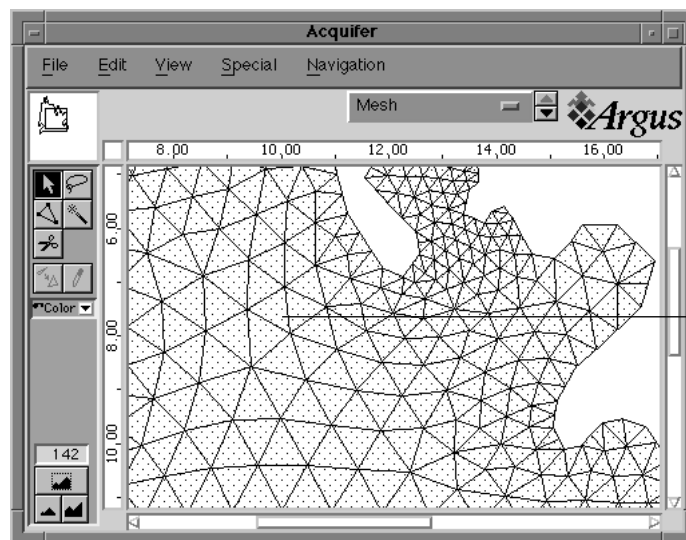 Acquifer
File Edit View Special Navigation
Mesh
Argus
8,00 10,00 12,00 14,00 16,00
6,00
8,00
10,00
Color
142